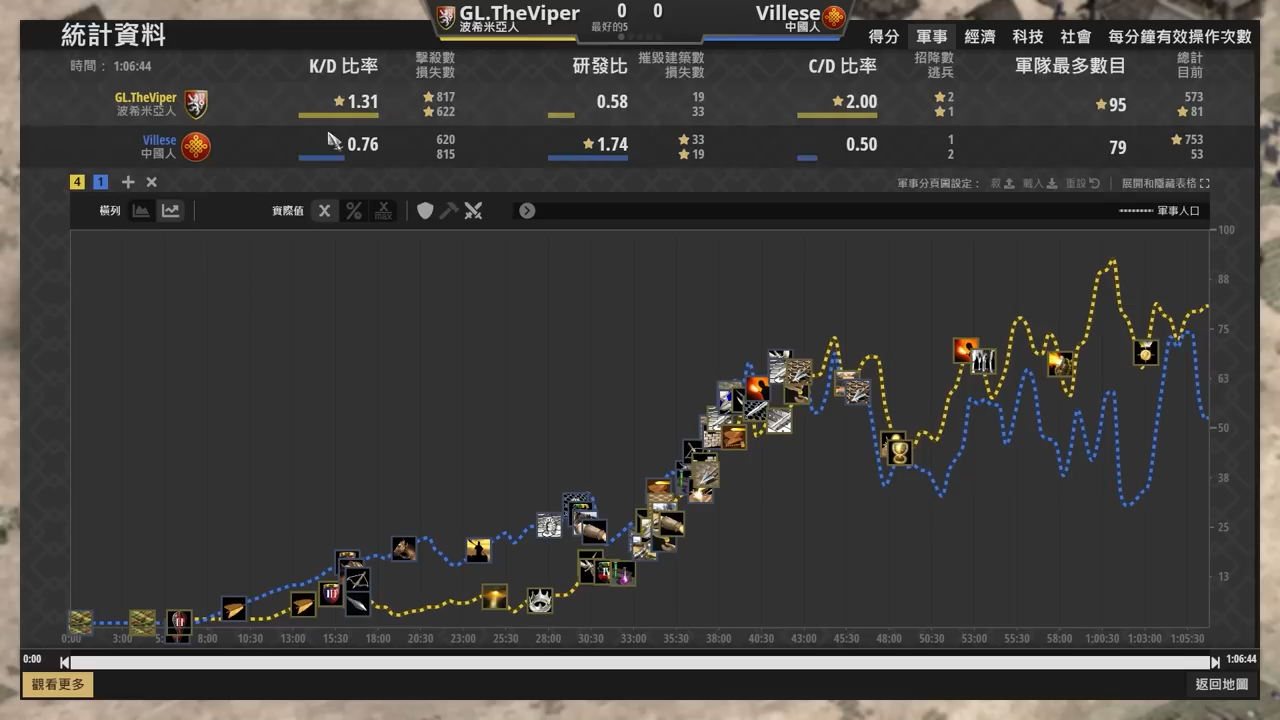 GL.TheViper 0 0 Villese
波希米亞人 最好的5 中國人
統計資料
得分 軍事 經濟 科技 社會 每分鐘有效操作次數
時間： 1:06:44
K/D 比率
擊殺數
損失數
研發比
摧毀建築數
損失數
C/D 比率
招降數
逃兵
軍隊最多數目
總計
目前
GL.TheViper
波希米亞人
1.31
817
622
0.58
19
33
2.00
2
1
95
573
81
Villese
中國人
0.76
620
815
1.74
33
19
0.50
1
2
79
753
53
4 1
軍事分頁圖設定： 載入 重設 展開和隱藏表格
橫列 實際值 X % X max
軍事人口
100
88
75
63
50
38
25
13
0:00 3:00 8:00 10:30 13:00 15:30 18:00 20:30 23:00 25:30 28:00 30:30 33:00 35:30 38:00 40:30 43:00 45:30 48:00 50:30 53:00 55:30 58:00 1:00:30 1:03:00 1:05:30
0:00 1:06:44
觀看更多 返回地圖